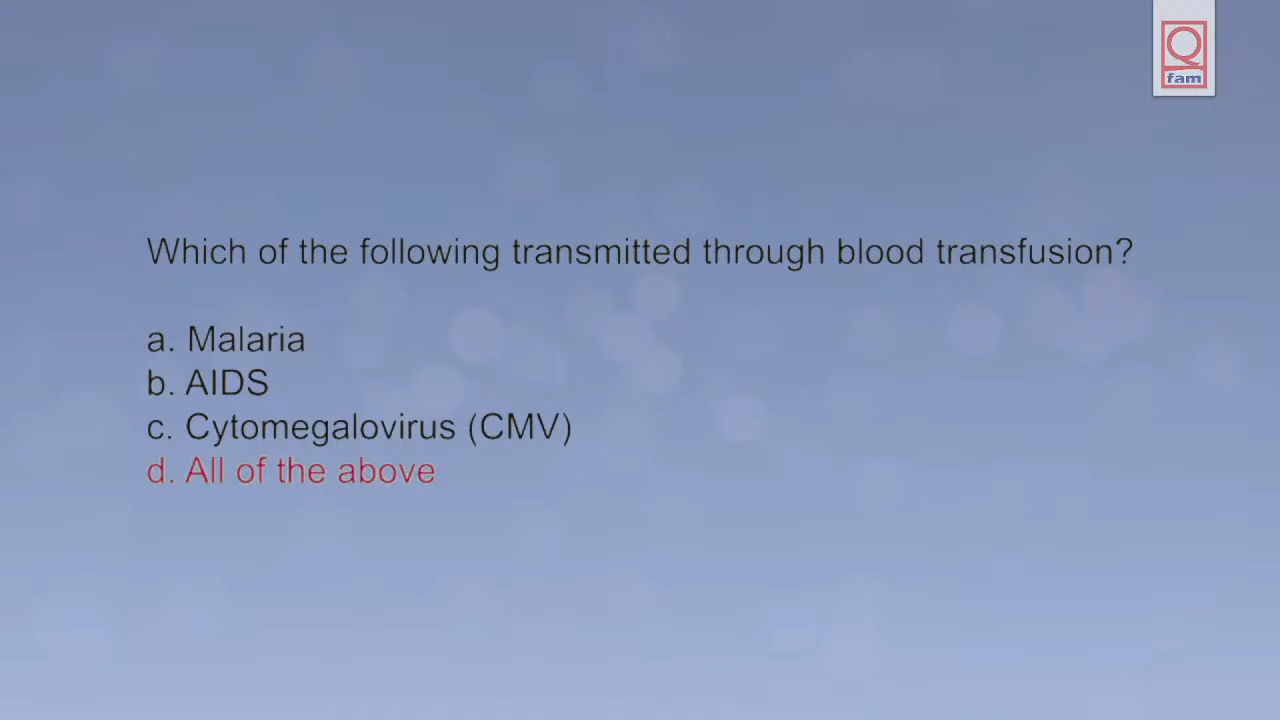 Q
fam
Which of the following transmitted through blood transfusion?
a. Malaria
b. AIDS
c. Cytomegalovirus (CMV)
d. All of the above